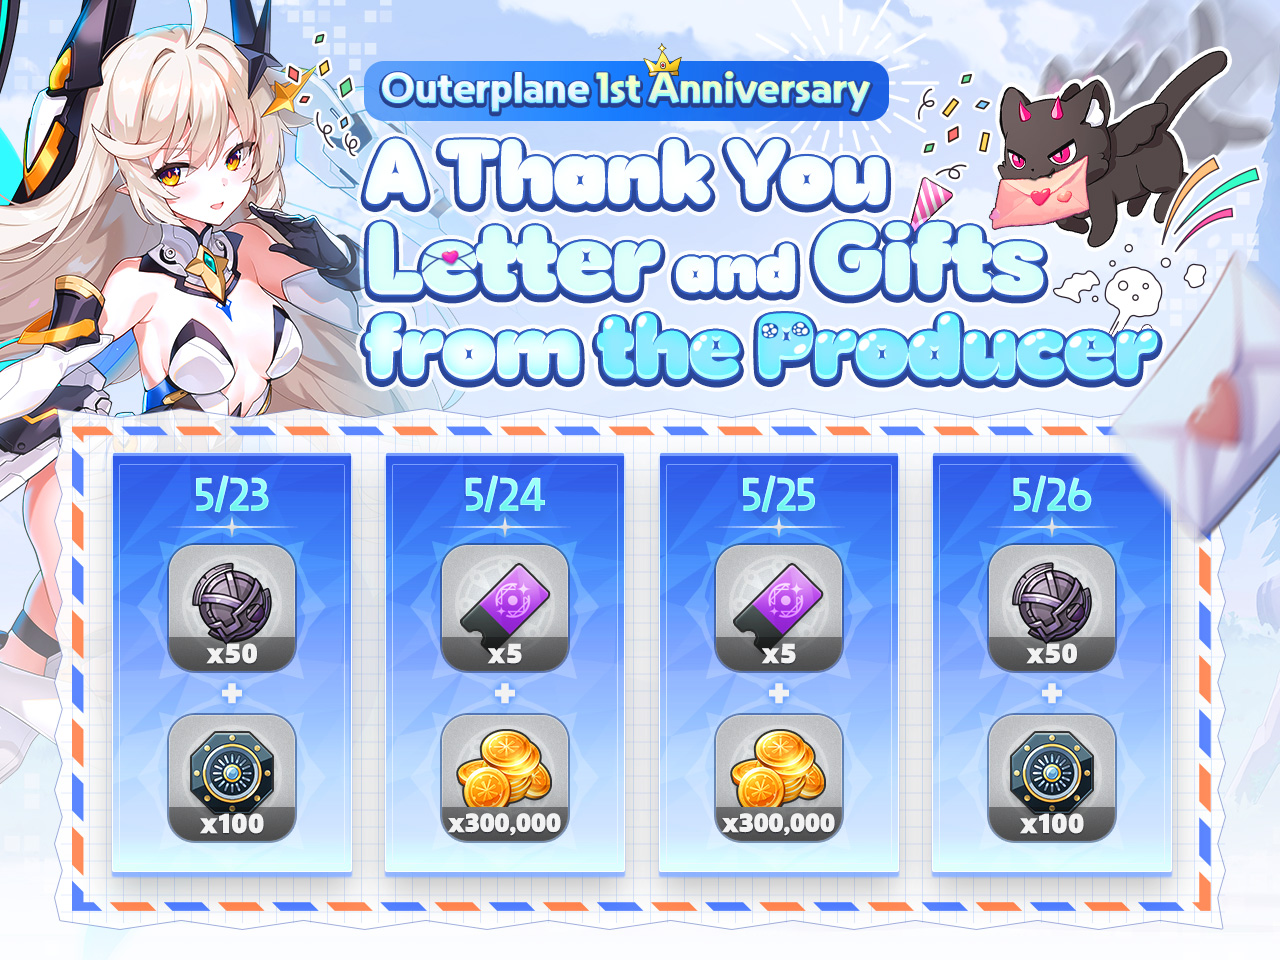 Outerplane 1st Anniversary
A Thank You
Letter and Gifts
from the Producer
5/23
x50
+
x100
5/24
x5
+
x300,000
5/25
x5
+
x300,000
5/26
x50
+
x100